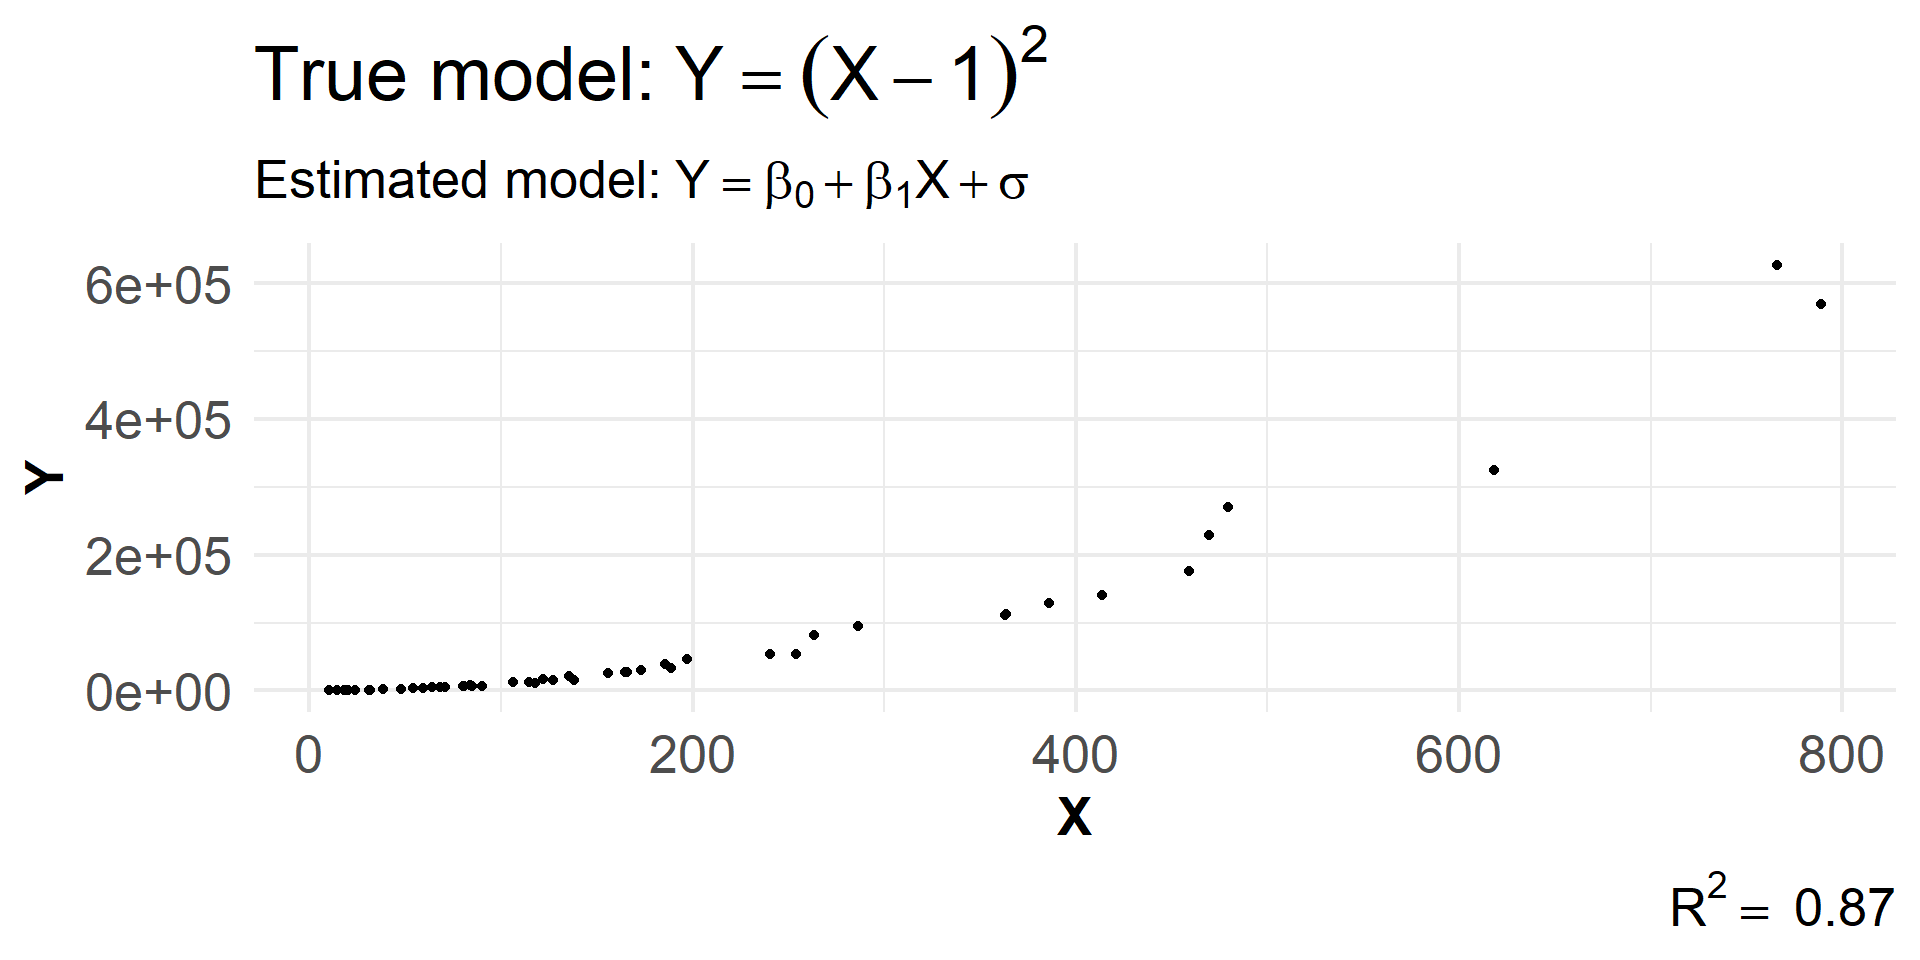 True model: Y = (X − 1)²
Estimated model: Y = β₀ + β₁X + σ
6e+05
4e+05
2e+05
0e+00
Y
0 200 400 600 800
X
R² = 0.87